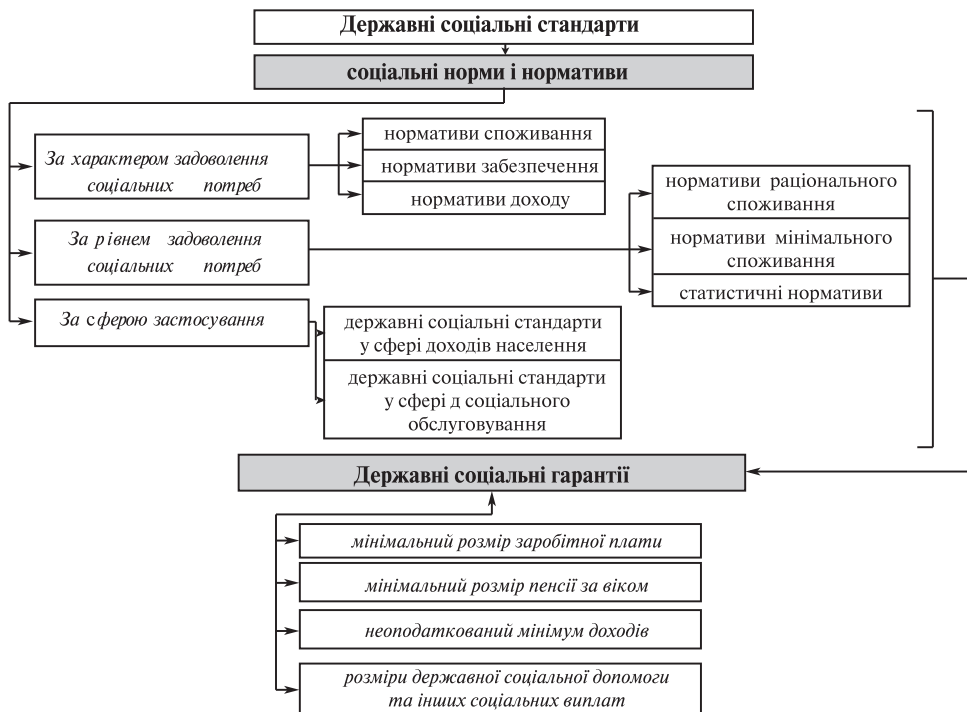 Державні соціальні стандарти
соціальні норми і нормативи
За характером задоволення
соціальних потреб
нормативи споживання
нормативи забезпечення
нормативи доходу
За рівнем задоволення
соціальних потреб
нормативи раціонального
споживання
нормативи мінімального
споживання
статистичні нормативи
За сферою застосування
державні соціальні стандарти
у сфері доходів населення
державні соціальні стандарти
у сфері д соціального
обслуговування
Державні соціальні гарантії
мінімальний розмір заробітної плати
мінімальний розмір пенсії за віком
неоподаткований мінімум доходів
розміри державної соціальної допомоги
та інших соціальних виплат